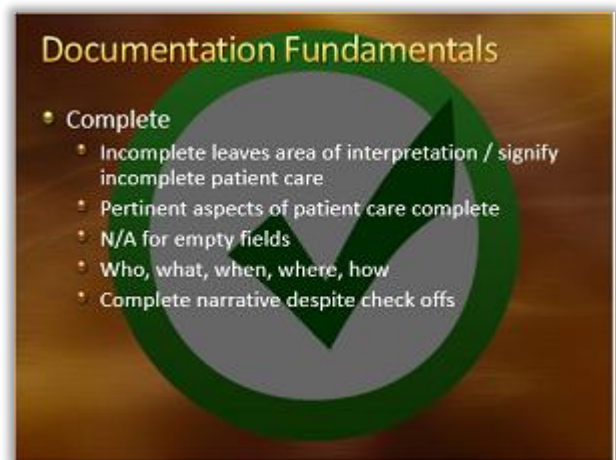 Documentation Fundamentals
Complete
Incomplete leaves area of interpretation / signify
incomplete patient care
Pertinent aspects of patient care complete
N/A for empty fields
Who, what, when, where, how
Complete narrative despite check offs